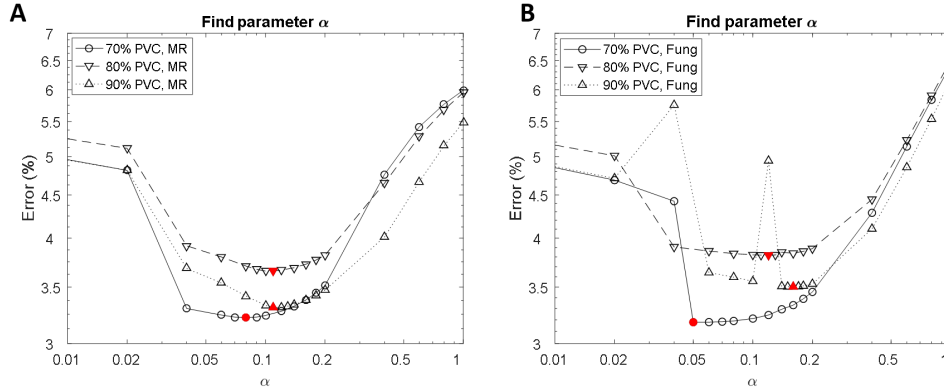 A
Find parameter α
70% PVC, MR
80% PVC, MR
90% PVC, MR
Error (%)
7
6.5
6
5.5
5
4.5
4
3.5
3
0.01
0.02
0.05
0.1
0.2
0.5
1
α
B
Find parameter α
70% PVC, Fung
80% PVC, Fung
90% PVC, Fung
Error (%)
7
6.5
6
5.5
5
4.5
4
3.5
3
0.01
0.02
0.05
0.1
0.2
0.5
1
α